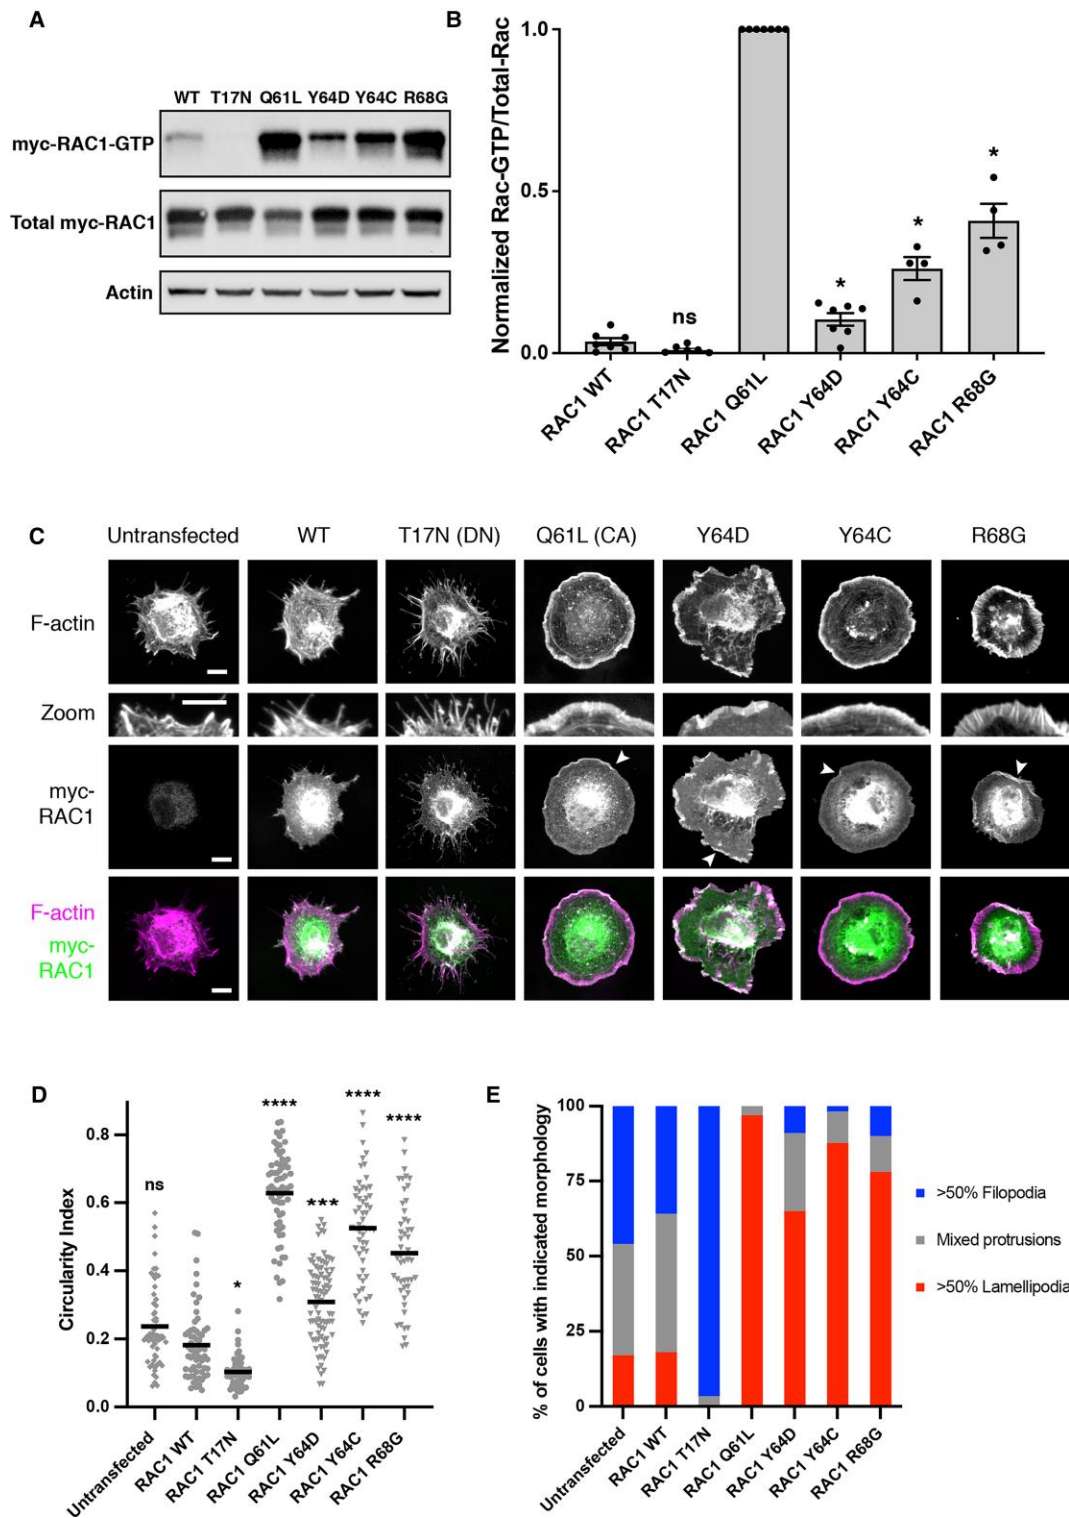 A
WT T17N Q61L Y64D Y64C R68G
myc-RAC1-GTP
Total myc-RAC1
Actin
B
Normalized Rac-GTP/Total-Rac
1.0
0.5
0.0
ns
*
*
*
RAC1 WT
RAC1 T17N
RAC1 Q61L
RAC1 Y64D
RAC1 Y64C
RAC1 R68G
C
Untransfected WT T17N (DN) Q61L (CA) Y64D Y64C R68G
F-actin
Zoom
myc-
RAC1
F-actin
myc-
RAC1
D
Circularity Index
0.8
0.6
0.4
0.2
0.0
ns
*
****
***
****
****
Untransfected
RAC1 WT
RAC1 T17N
RAC1 Q61L
RAC1 Y64D
RAC1 Y64C
RAC1 R68G
E
% of cells with indicated morphology
100
75
50
25
0
Untransfected
RAC1 WT
RAC1 T17N
RAC1 Q61L
RAC1 Y64D
RAC1 Y64C
RAC1 R68G
>50% Filopodia
Mixed protrusions
>50% Lamellipodia